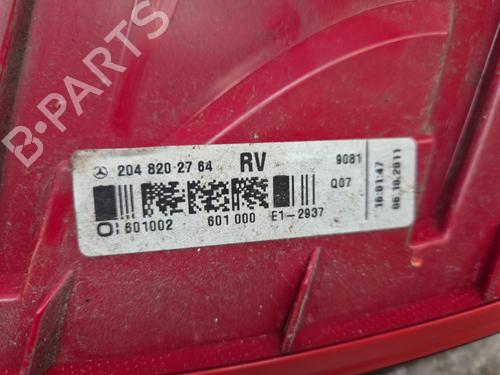 B-PARTS
204 820 27 64 RV 9081
Q07
601002 601 000 E1-2937
16:01:47
06.10.2011